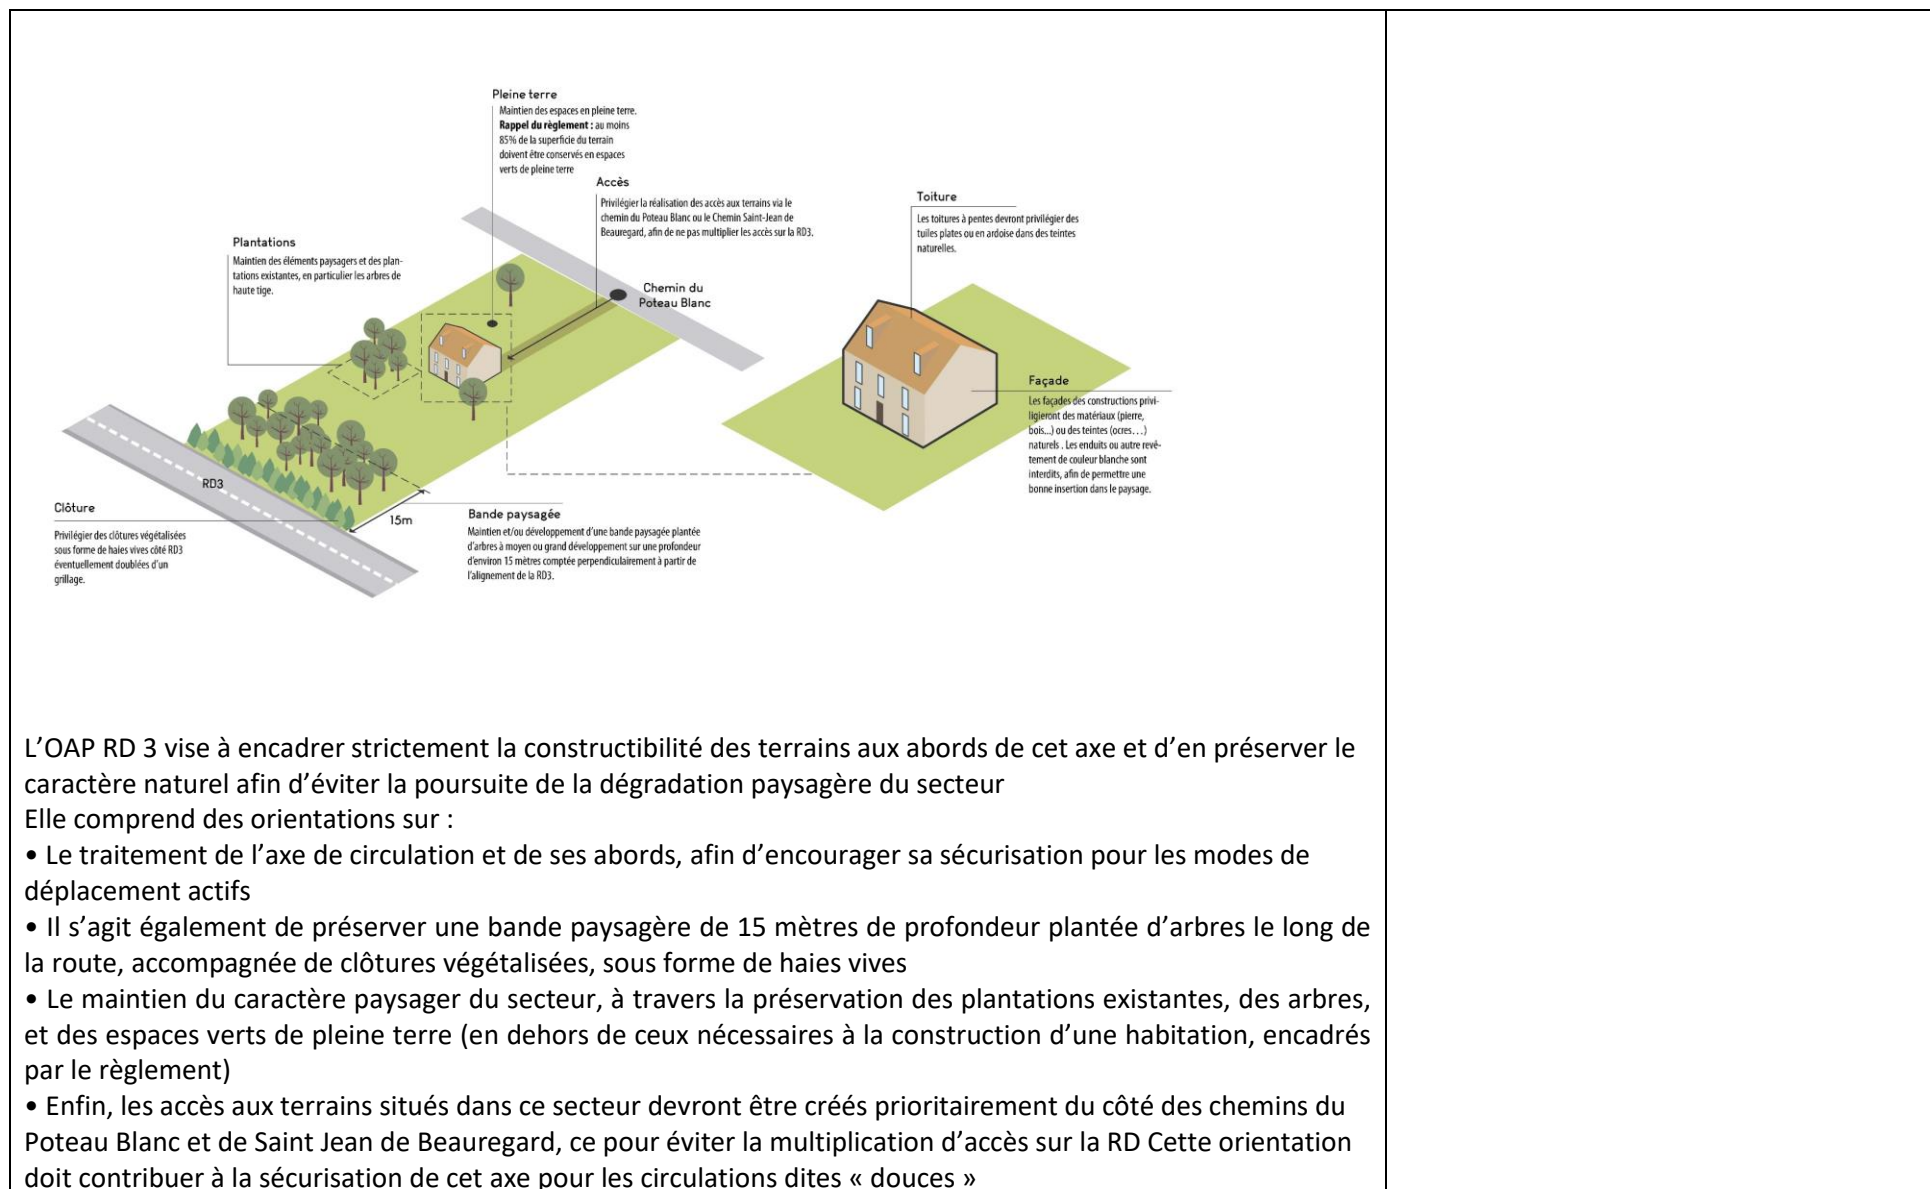 Pleine terre
Maintien des espaces en pleine terre.
Rappel du règlement : au moins
85% de la superficie du terrain
doivent être conservés en espaces
verts de pleine terre
Accès
Privilégier la réalisation des accès aux terrains via le
chemin du Poteau Blanc ou le Chemin Saint-Jean de
Beauregard, afin de ne pas multiplier les accès sur la RD3.
Toiture
Les toitures à pentes devront privilégier des
tuiles plates ou en ardoise dans des teintes
naturelles.
Plantations
Maintien des éléments paysagers et des plan-
tations existantes, en particulier les arbres de
haute tige.
Chemin du
Poteau Blanc
Façade
Les façades des constructions privi-
ligieront des matériaux (pierre,
bois...) ou des teintes (ocres…)
naturels . Les enduits ou autre revê-
tement de couleur blanche sont
interdits, afin de permettre une
bonne insertion dans le paysage.
RD3
Clôture
Privilégier des clôtures végétalisées
sous forme de haies vives côté RD3
éventuellement doublées d'un
grillage.
15m
Bande paysagée
Maintien et/ou développement d'une bande paysagée plantée
d'arbres à moyen ou grand développement sur une profondeur
d'environ 15 mètres comptée perpendiculairement à partir de
l'alignement de la RD3.
L'OAP RD 3 vise à encadrer strictement la constructibilité des terrains aux abords de cet axe et d'en préserver le
caractère naturel afin d'éviter la poursuite de la dégradation paysagère du secteur
Elle comprend des orientations sur :
• Le traitement de l'axe de circulation et de ses abords, afin d'encourager sa sécurisation pour les modes de
déplacement actifs
• Il s'agit également de préserver une bande paysagère de 15 mètres de profondeur plantée d'arbres le long de
la route, accompagnée de clôtures végétalisées, sous forme de haies vives
• Le maintien du caractère paysager du secteur, à travers la préservation des plantations existantes, des arbres,
et des espaces verts de pleine terre (en dehors de ceux nécessaires à la construction d'une habitation, encadrés
par le règlement)
• Enfin, les accès aux terrains situés dans ce secteur devront être créés prioritairement du côté des chemins du
Poteau Blanc et de Saint Jean de Beauregard, ce pour éviter la multiplication d'accès sur la RD Cette orientation
doit contribuer à la sécurisation de cet axe pour les circulations dites « douces »